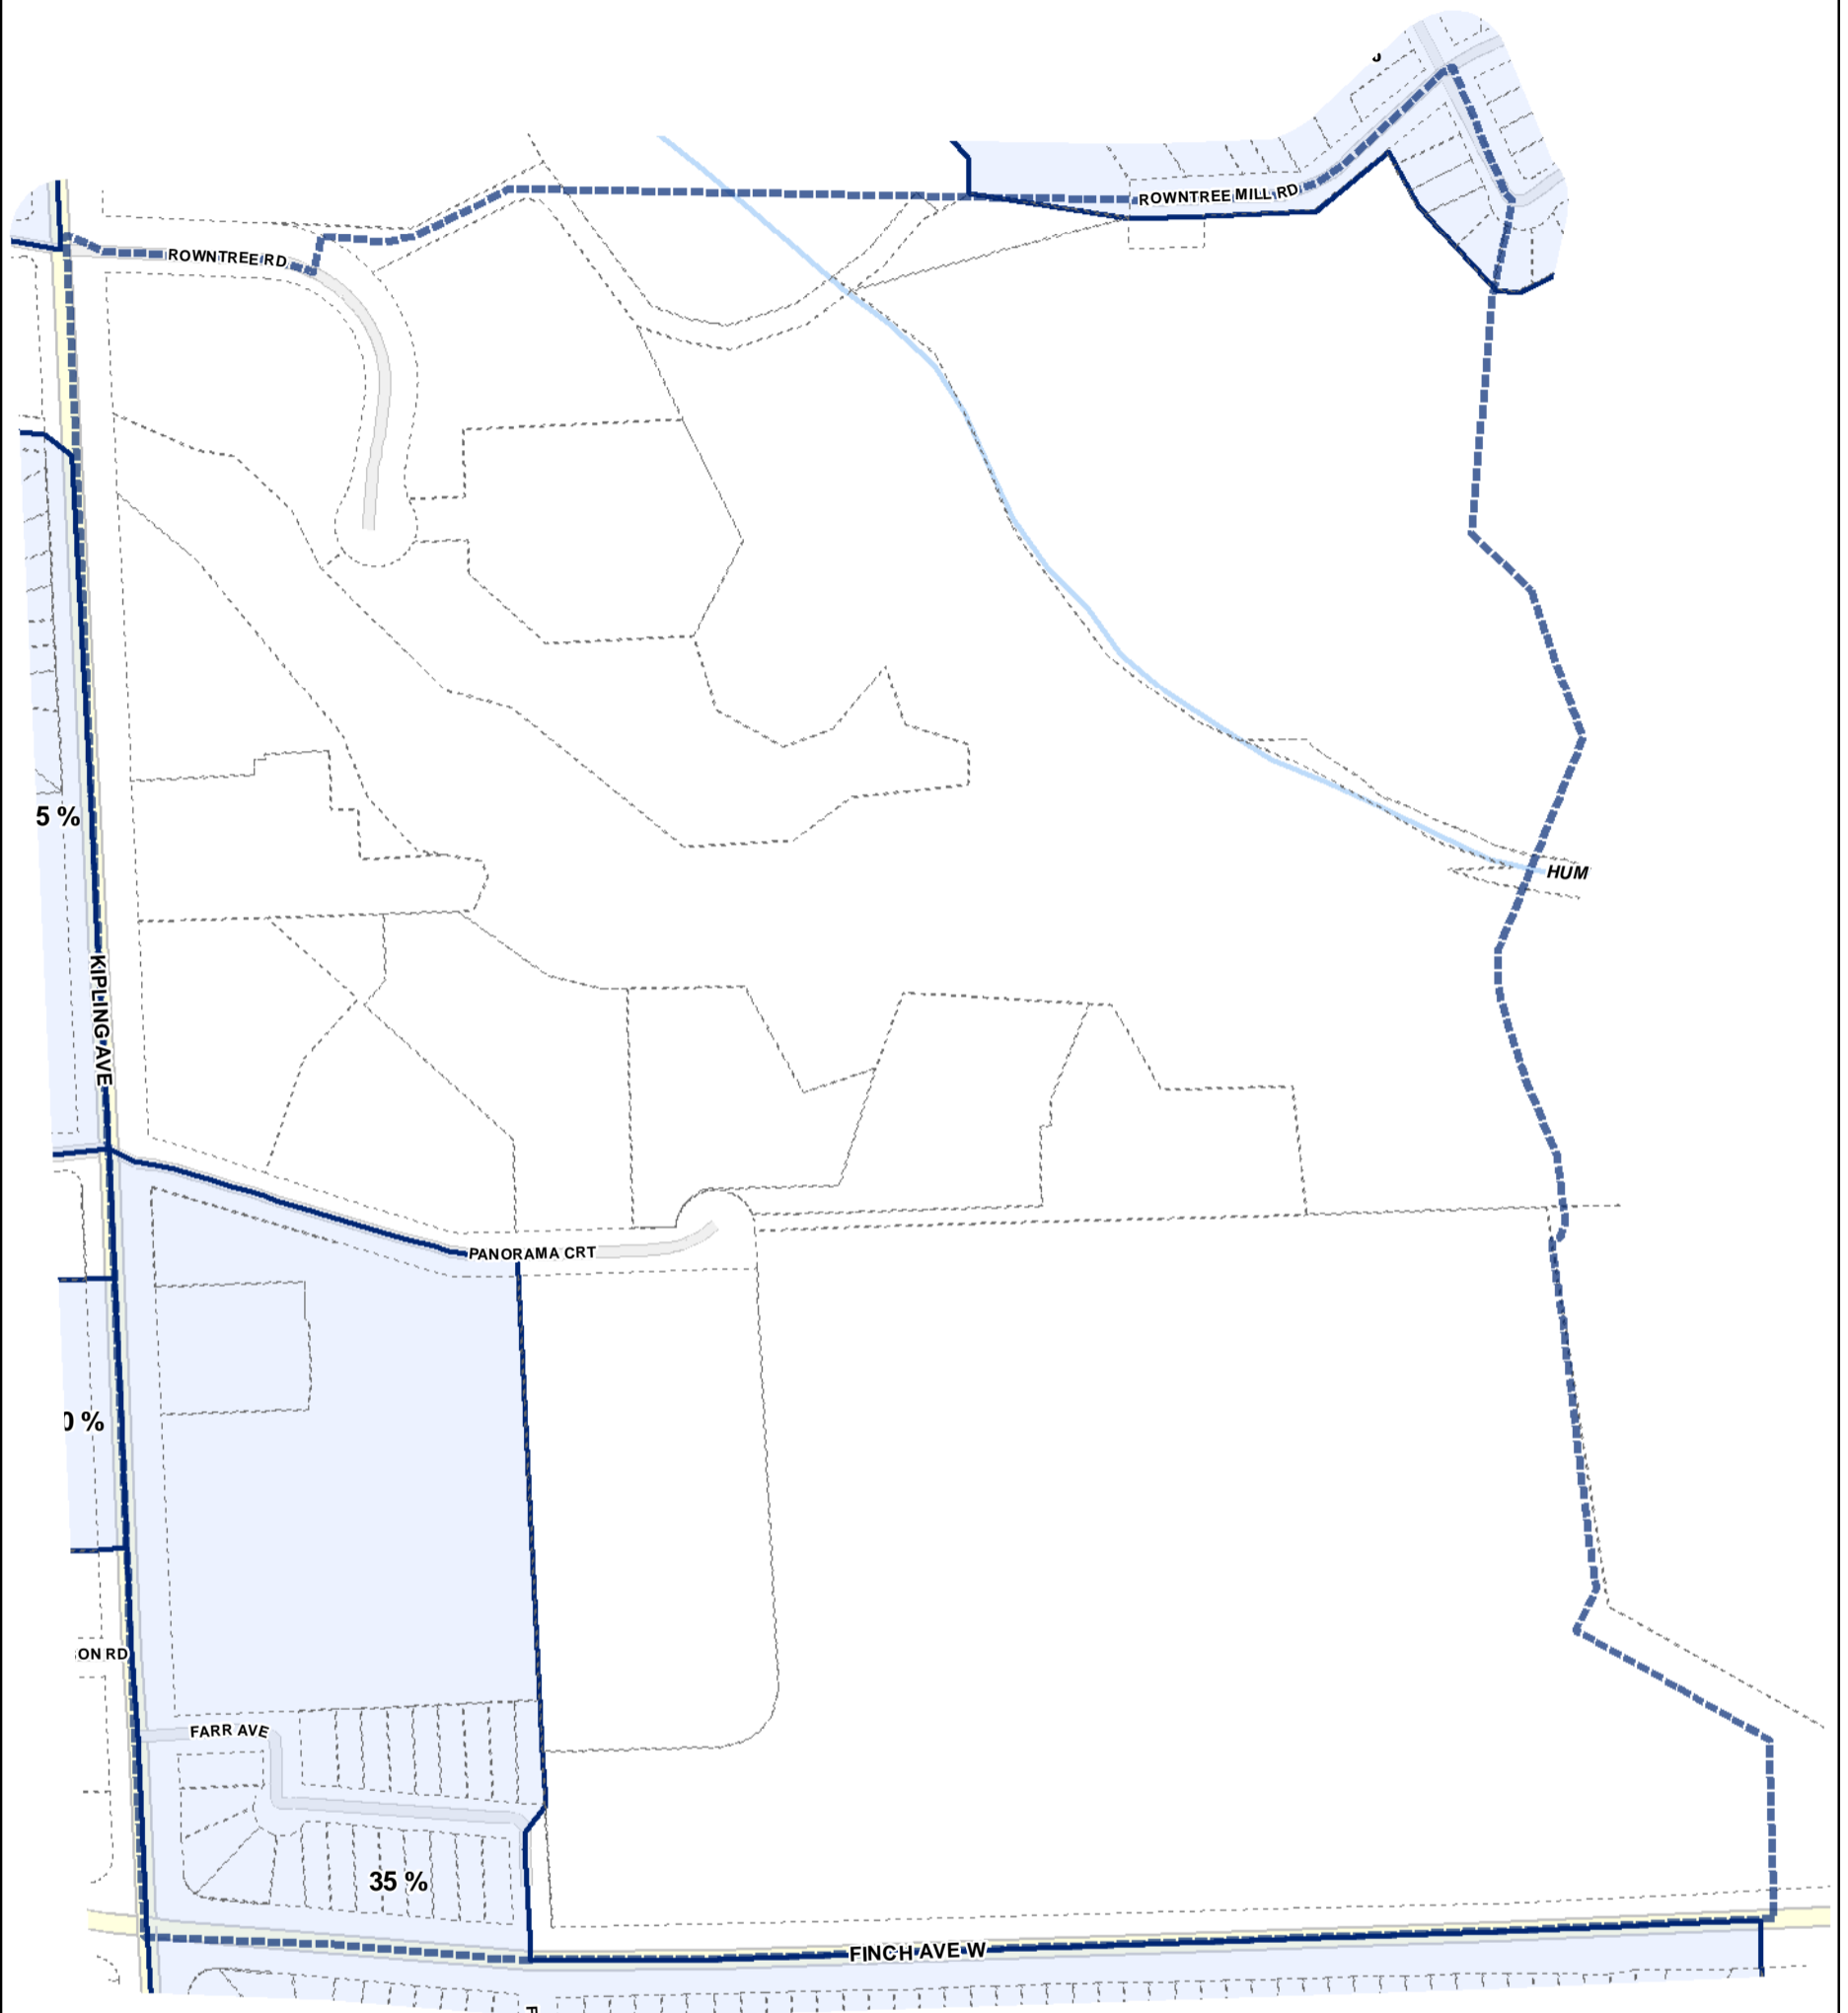 ROWNTREE MILL RD
ROWNTREE RD
5 %
HUM
KIPLING AVE
PANORAMA CRT
0 %
ON RD
FARR AVE
35 %
FINCH AVE W